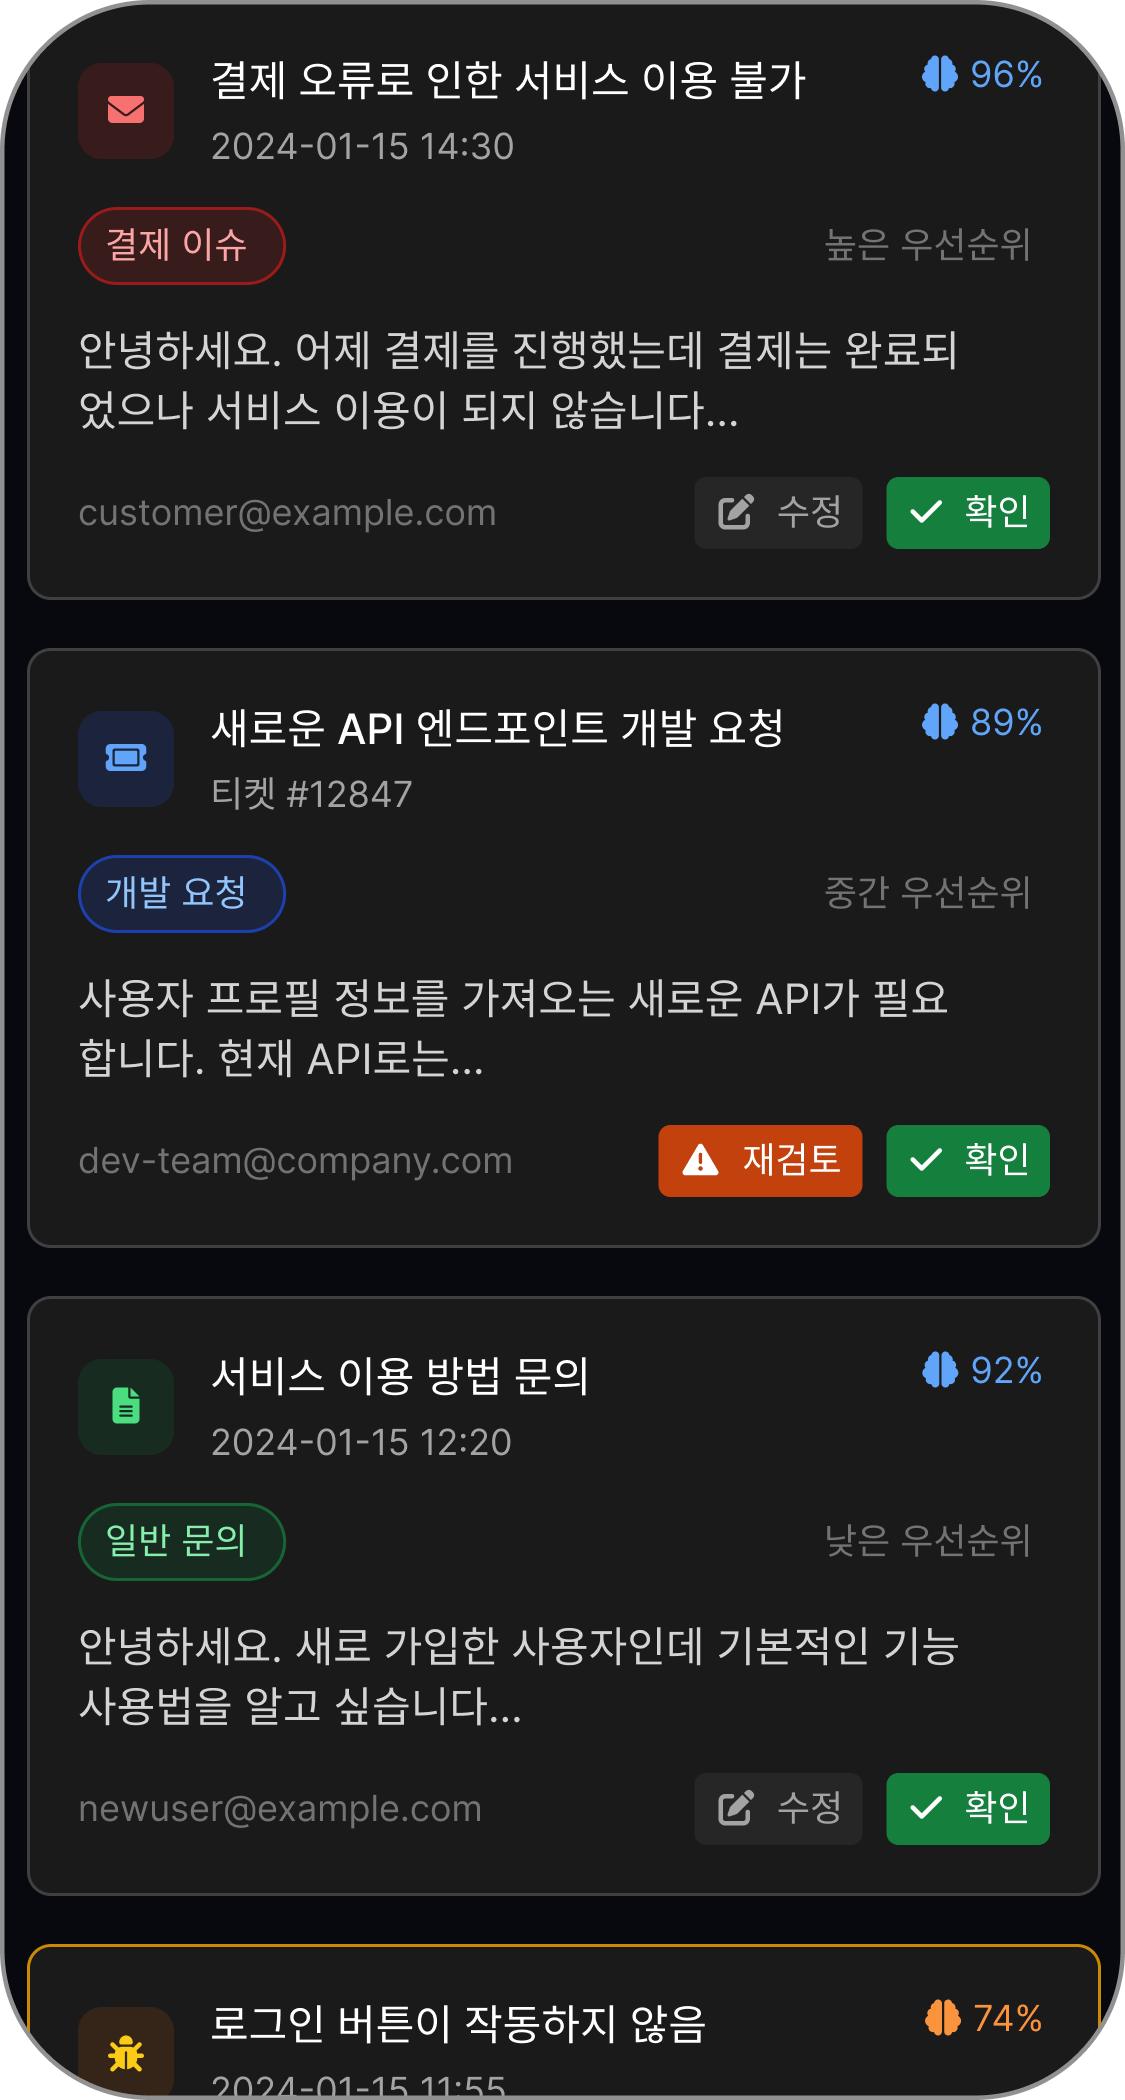 결제 오류로 인한 서비스 이용 불가
96%
2024-01-15 14:30
결제 이슈
높은 우선순위
안녕하세요. 어제 결제를 진행했는데 결제는 완료되
었으나 서비스 이용이 되지 않습니다...
customer@example.com
수정
확인
새로운 API 엔드포인트 개발 요청
89%
티켓 #12847
개발 요청
중간 우선순위
사용자 프로필 정보를 가져오는 새로운 API가 필요
합니다. 현재 API로는...
dev-team@company.com
재검토
확인
서비스 이용 방법 문의
92%
2024-01-15 12:20
일반 문의
낮은 우선순위
안녕하세요. 새로 가입한 사용자인데 기본적인 기능
사용법을 알고 싶습니다...
newuser@example.com
수정
확인
로그인 버튼이 작동하지 않음
74%
2024-01-15 11:55